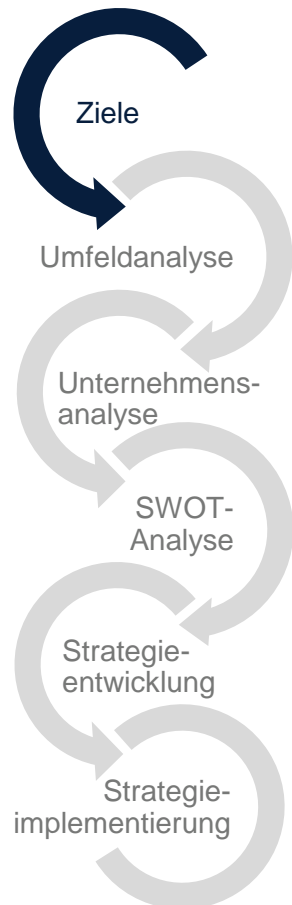 Ziele
Umfeldanalyse
Unternehmens-
analyse
SWOT-
Analyse
Strategie-
entwicklung
Strategie-
implementierung